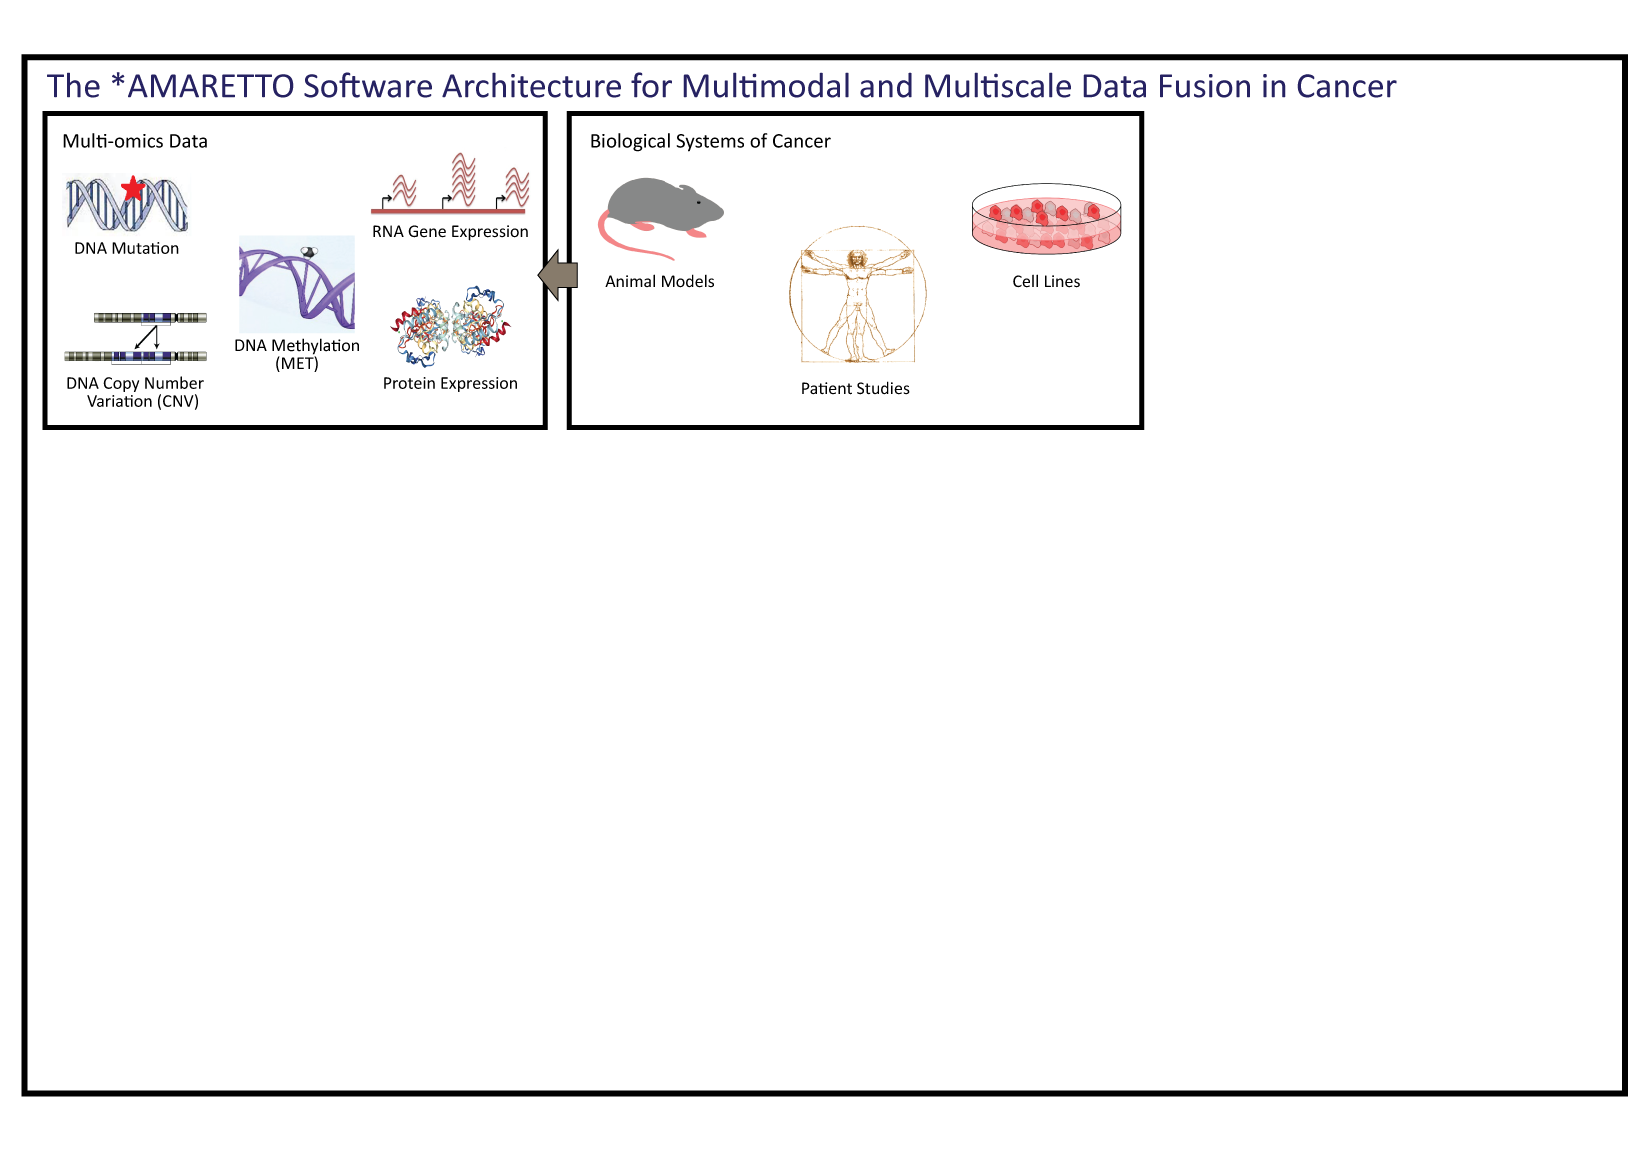 The *AMARETTO Software Architecture for Multimodal and Multiscale Data Fusion in Cancer
Multi-omics Data
DNA Mutation
RNA Gene Expression
DNA Methylation
(MET)
DNA Copy Number
Variation (CNV)
Protein Expression
Biological Systems of Cancer
Animal Models
Patient Studies
Cell Lines